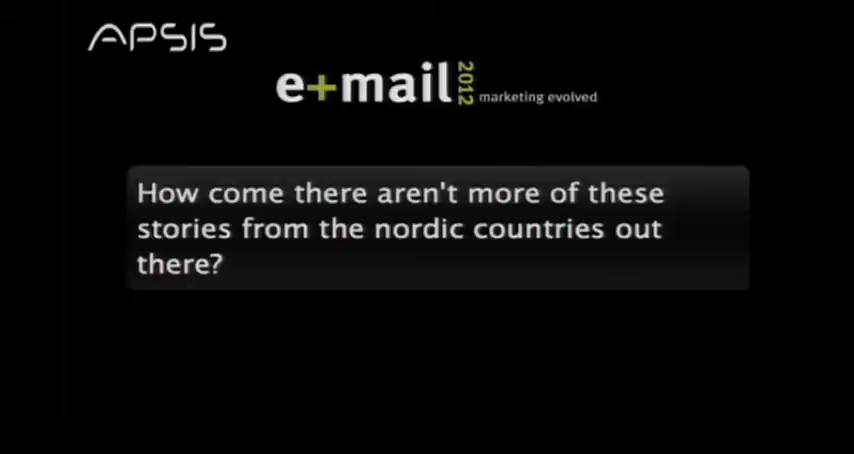 APSIS
e+mail 2012 marketing evolved
How come there aren't more of these
stories from the nordic countries out
there?